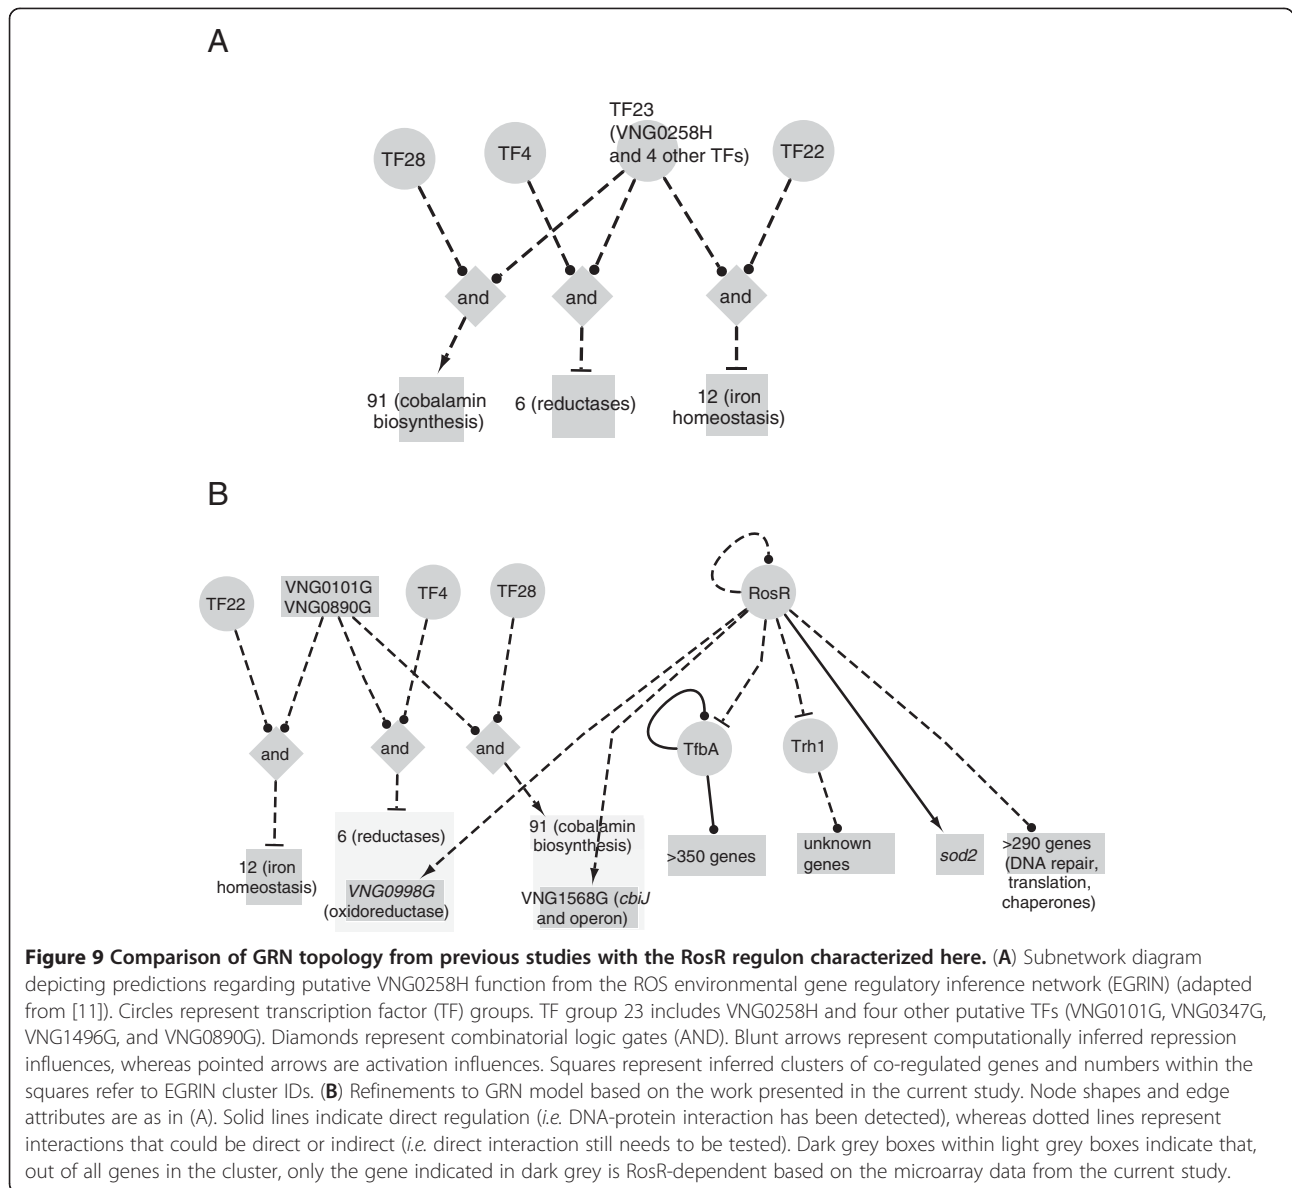 A
TF28
TF4
TF23
(VNG0258H
and 4 other TFs)
TF22
and
and
and
91 (cobalamin
biosynthesis)
6 (reductases)
12 (iron
homeostasis)
B
TF22
VNG0101G
VNG0890G
TF4
TF28
RosR
and
and
and
TfbA
Trh1
12 (iron
homeostasis)
6 (reductases)
VNG0998G
(oxidoreductase)
91 (cobalamin
biosynthesis)
VNG1568G (cbiJ
and operon)
>350 genes
unknown
genes
sod2
>290 genes
(DNA repair,
translation,
chaperones)
Figure 9 Comparison of GRN topology from previous studies with the RosR regulon characterized here. (A) Subnetwork diagram
depicting predictions regarding putative VNG0258H function from the ROS environmental gene regulatory inference network (EGRIN) (adapted
from [11]). Circles represent transcription factor (TF) groups. TF group 23 includes VNG0258H and four other putative TFs (VNG0101G, VNG0347G,
VNG1496G, and VNG0890G). Diamonds represent combinatorial logic gates (AND). Blunt arrows represent computationally inferred repression
influences, whereas pointed arrows are activation influences. Squares represent inferred clusters of co-regulated genes and numbers within the
squares refer to EGRIN cluster IDs. (B) Refinements to GRN model based on the work presented in the current study. Node shapes and edge
attributes are as in (A). Solid lines indicate direct regulation (i.e. DNA-protein interaction has been detected), whereas dotted lines represent
interactions that could be direct or indirect (i.e. direct interaction still needs to be tested). Dark grey boxes within light grey boxes indicate that,
out of all genes in the cluster, only the gene indicated in dark grey is RosR-dependent based on the microarray data from the current study.